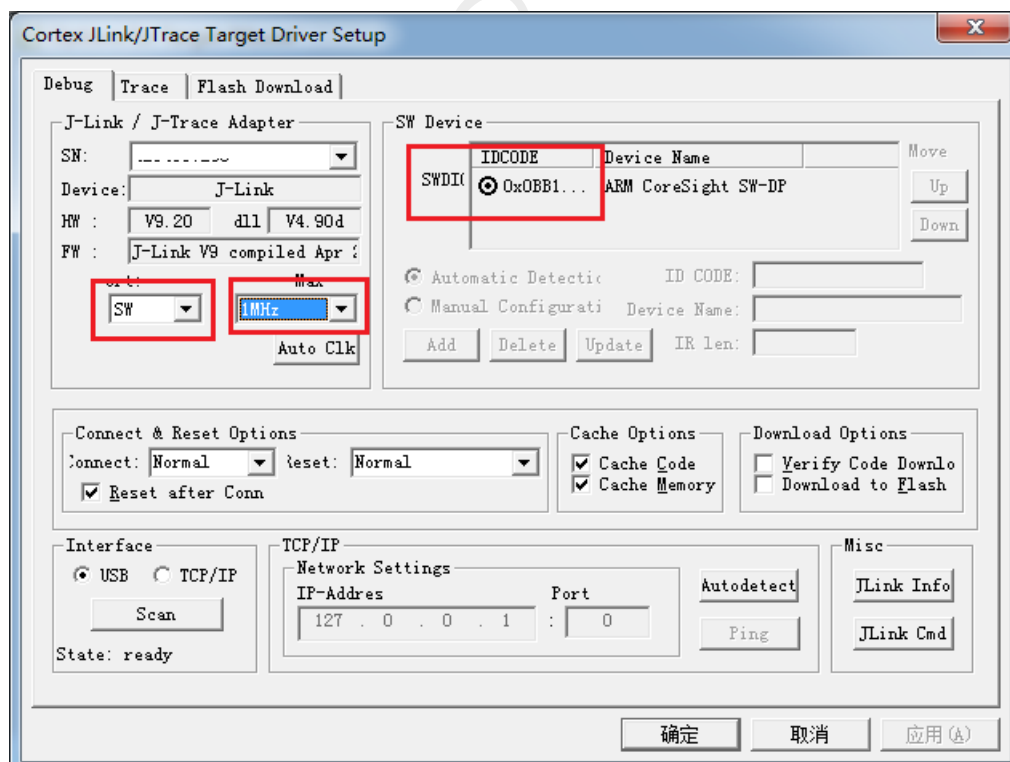 Cortex JLink/JTrace Target Driver Setup
Debug Trace Flash Download
J-Link / J-Trace Adapter
SN:
Device: J-Link
HW : V9.20 dll V4.90d
FW : J-Link V9 compiled Apr 2
Max
SW 1MHz
Auto Clk
SW Device
IDCODE Device Name Move
SWDI( 0x0BB1... ARM CoreSight SW-DP Up
Down
Automatic Detectic ID CODE:
Manual Configurati Device Name:
Add Delete Update IR len:
Connect & Reset Options
onnect: Normal eset: Normal
Reset after Conn
Cache Options
Cache Code
Cache Memory
Download Options
Verify Code Downlo
Download to Flash
Interface
USB TCP/IP
Scan
State: ready
TCP/IP
Network Settings
IP-Addres Port
127 . 0 . 0 . 1 : 0
Autodetect
Ping
Misc
JLink Info
JLink Cmd
确定 取消 应用(A)